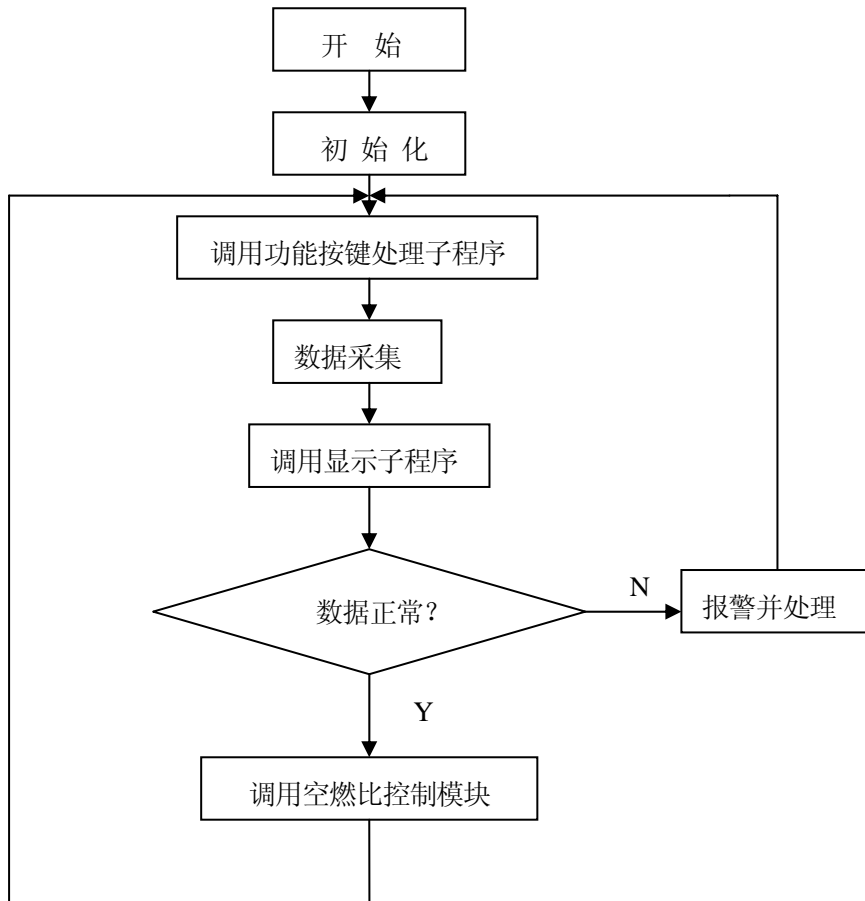 开 始
初 始 化
调用功能按键处理子程序
数据采集
调用显示子程序
数据正常?
N
报警并处理
Y
调用空燃比控制模块